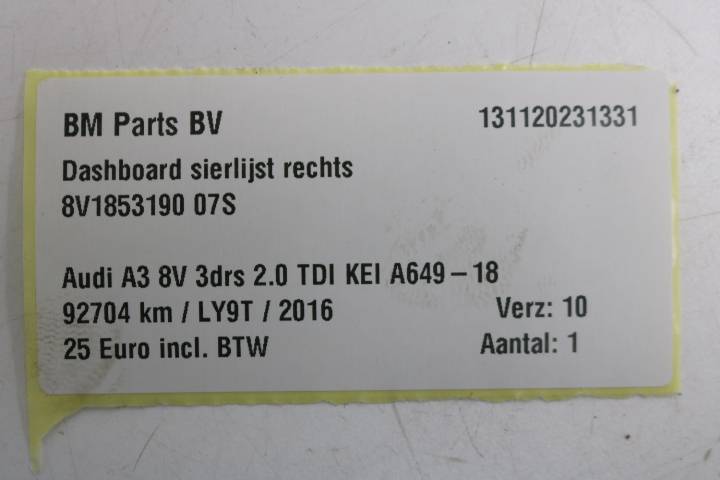 BM Parts BV 131120231331
Dashboard sierlijst rechts
8V1853190 07S
Audi A3 8V 3drs 2.0 TDI KEI A649 – 18
92704 km / LY9T / 2016 Verz: 10
25 Euro incl. BTW Aantal: 1